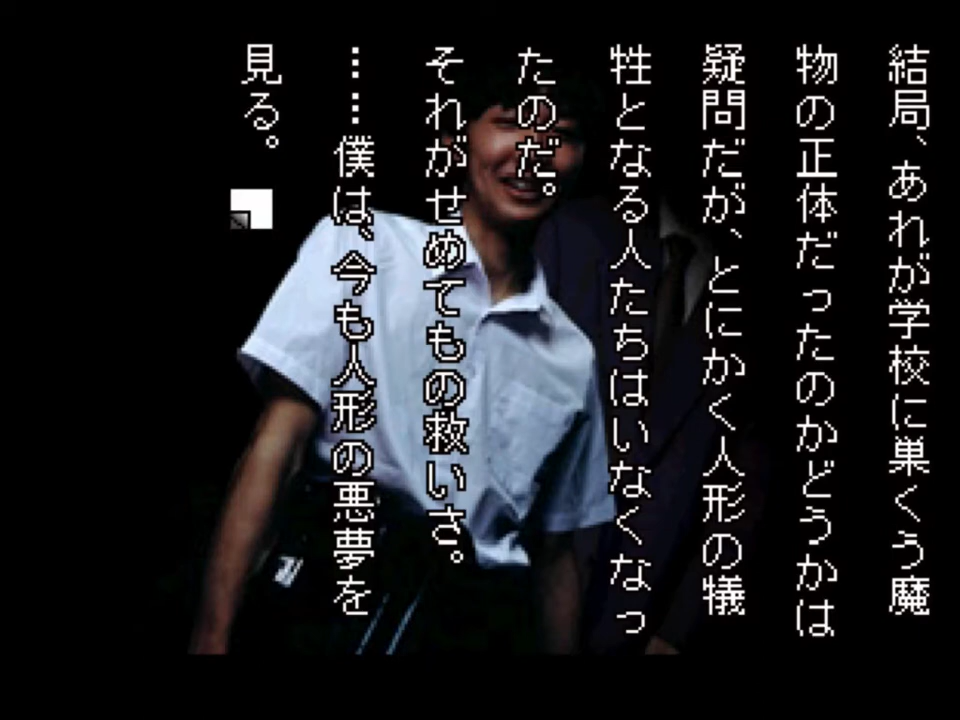 結局、あれが学校に巣くう魔
物の正体だったのかどうかは
疑問だが、とにかく人形の犠
牲となる人たちはいなくなっ
たのだ。
それがせめてもの救いさ。
……僕は、今も人形の悪夢を
見る。